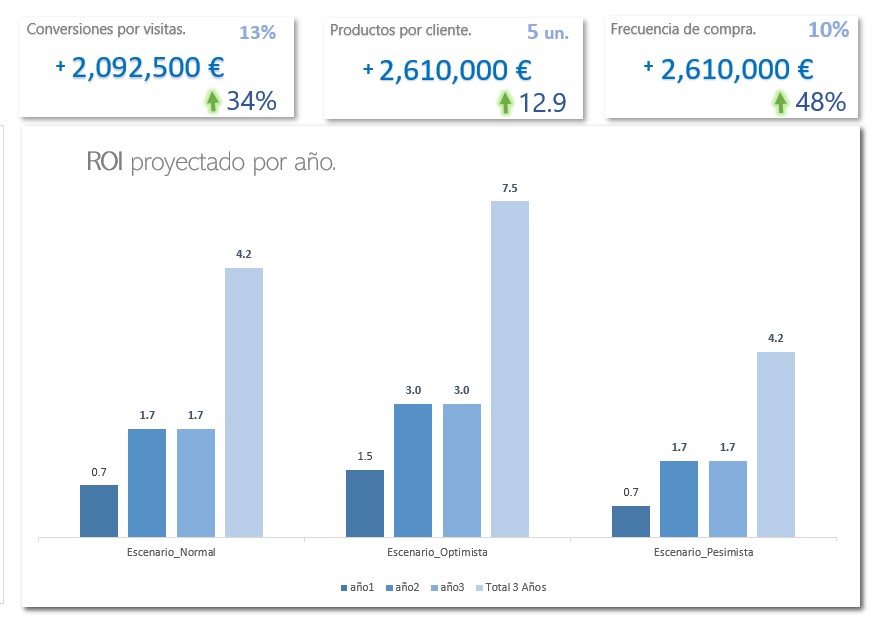 Conversiones por visitas. 13%
+ 2,092,500 €
34%
Productos por cliente. 5 un.
+ 2,610,000 €
12.9
Frecuencia de compra. 10%
+ 2,610,000 €
48%
ROI proyectado por año.
0.7 1.7 1.7 4.2
1.5 3.0 3.0 7.5
0.7 1.7 1.7 4.2
Escenario_Normal Escenario_Optimista Escenario_Pesimista
año1 año2 año3 Total 3 Años